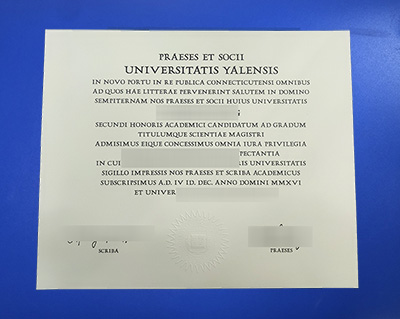 PRAESES ET SOCII
UNIVERSITATIS YALENSIS
IN NOVO PORTU IN RE PUBLICA CONNECTICUTENSI OMNIBUS
AD QUOS HAE LITTERAE PERVENERINT SALUTEM IN DOMINO
SEMPITERNAM NOS PRAESES ET SOCII HUIUS UNIVERSITATIS
SECUNDI HONORIS ACADEMICI CANDIDATUM AD GRADUM
TITULUMQUE SCIENTIAE MAGISTRI
ADMISIMUS EIQUE CONCESSIMUS OMNIA IURA PRIVILEGIA
PECTANTIA
IN CUI RIS UNIVERSITATIS
SIGILLO IMPRESSIS NOS PRAESES ET SCRIBA ACADEMICUS
SUBSCRIPSIMUS A.D. IV ID. DEC. ANNO DOMINI MMXVI
ET UNIVER
SCRIBA PRAESES